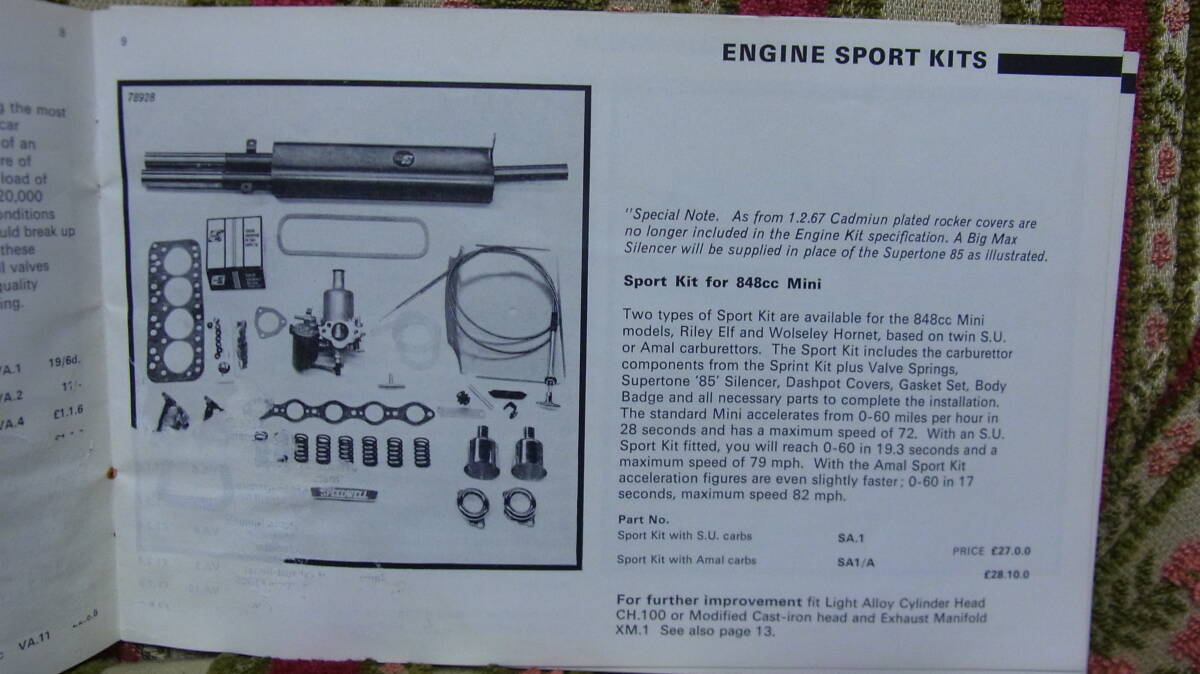 8
g the most
car
of an
re of
load of
20,000
onditions
uld break up
these
l valves
quality
ing.
VA.1 19/6d.
VA.2
VA.4 £1.1.6
VA.11
9
78928
SPEEDWELL
ENGINE SPORT KITS
"Special Note. As from 1.2.67 Cadmiun plated rocker covers are
no longer included in the Engine Kit specification. A Big Max
Silencer will be supplied in place of the Supertone 85 as illustrated.
Sport Kit for 848cc Mini
Two types of Sport Kit are available for the 848cc Mini
models, Riley Elf and Wolseley Hornet, based on twin S.U.
or Amal carburettors. The Sport Kit includes the carburettor
components from the Sprint Kit plus Valve Springs,
Supertone '85' Silencer, Dashpot Covers, Gasket Set, Body
Badge and all necessary parts to complete the installation.
The standard Mini accelerates from 0-60 miles per hour in
28 seconds and has a maximum speed of 72. With an S.U.
Sport Kit fitted, you will reach 0-60 in 19.3 seconds and a
maximum speed of 79 mph. With the Amal Sport Kit
acceleration figures are even slightly faster; 0-60 in 17
seconds, maximum speed 82 mph.
Part No.
Sport Kit with S.U. carbs SA.1 PRICE £27.0.0
Sport Kit with Amal carbs SA1/A £28.10.0
For further improvement fit Light Alloy Cylinder Head
CH.100 or Modified Cast-iron head and Exhaust Manifold
XM.1 See also page 13.